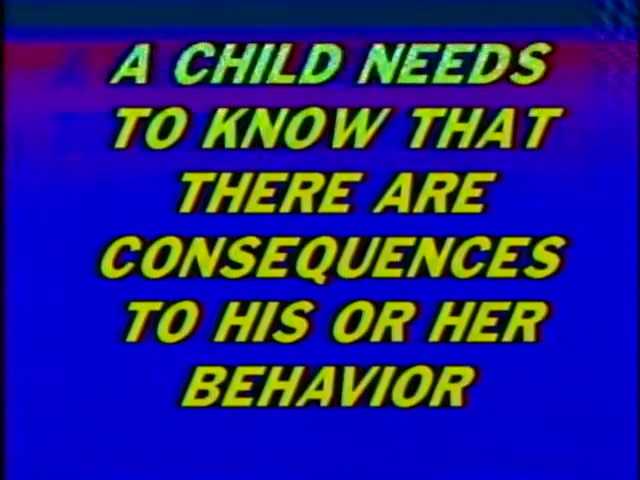 A CHILD NEEDS
TO KNOW THAT
THERE ARE
CONSEQUENCES
TO HIS OR HER
BEHAVIOR